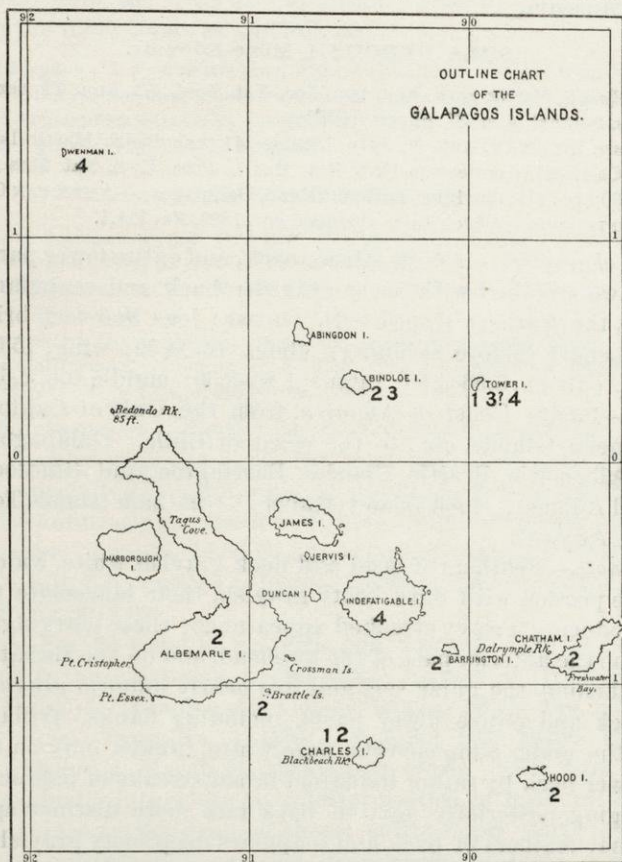 92
91
90
OUTLINE CHART
OF THE
GALAPAGOS ISLANDS.
WENMAN I.
4
1
1
ABINGDON I.
BINDLOE I.
2 3
TOWER I.
1 3? 4
Redondo Rk.
85 ft.
0
0
Tagus
Cove.
JAMES I.
NARBOROUGH
I.
JERVIS I.
DUNCAN I.
INDEFATIGABLE I.
4
2
ALBEMARLE I.
CHATHAM I.
Dalrymple Rk.
2
2
BARRINGTON I.
Pt. Cristopher
Crossman Is.
Freshwater
Bay.
1
1
Pt. Essex.
Brattle Is.
2
1 2
CHARLES I.
Blackbeach Rk.
HOOD I.
2
92
91
90